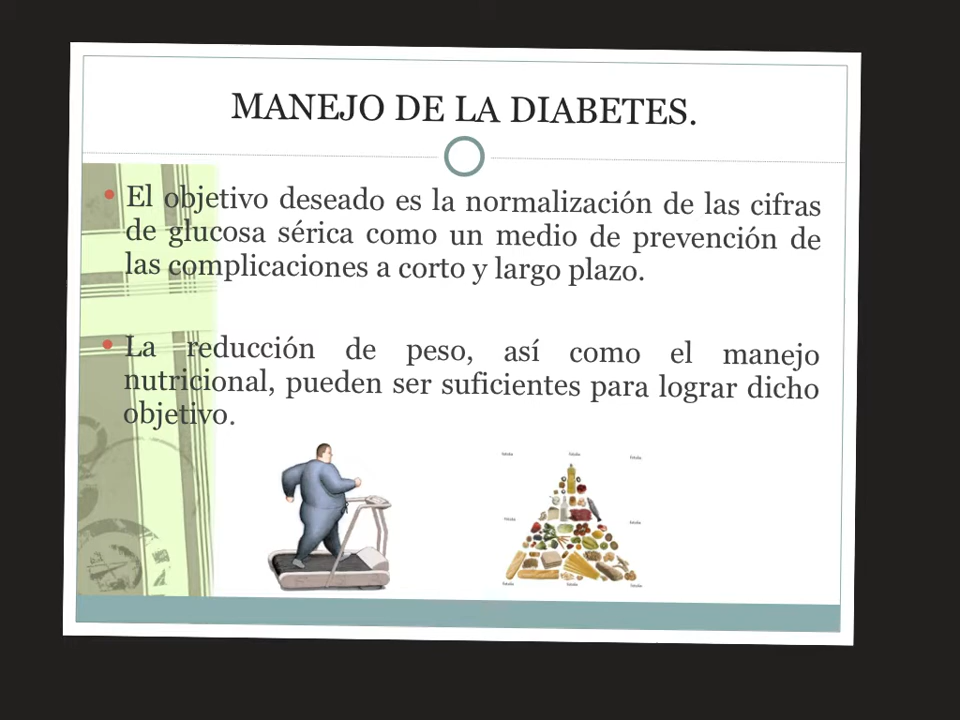 MANEJO DE LA DIABETES.
• El objetivo deseado es la normalización de las cifras
de glucosa sérica como un medio de prevención de
las complicaciones a corto y largo plazo.
• La reducción de peso, así como el manejo
nutricional, pueden ser suficientes para lograr dicho
objetivo.